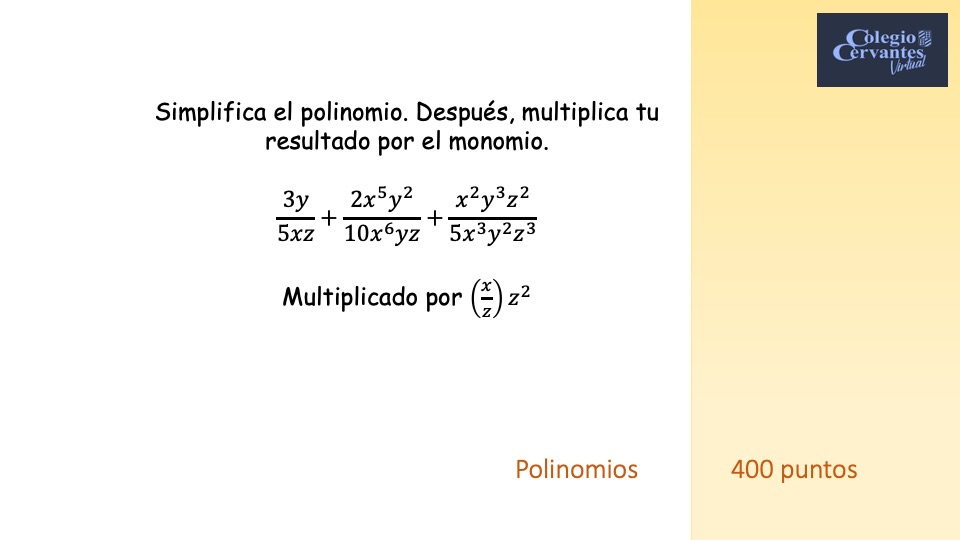 Colegio
Cervantes
Virtual
Simplifica el polinomio. Después, multiplica tu
resultado por el monomio.
\frac{3y}{5xz} + \frac{2x^5y^2}{10x^6yz} + \frac{x^2y^3z^2}{5x^3y^2z^3}
Multiplicado por \left(\frac{x}{z}\right) z^2
Polinomios
400 puntos